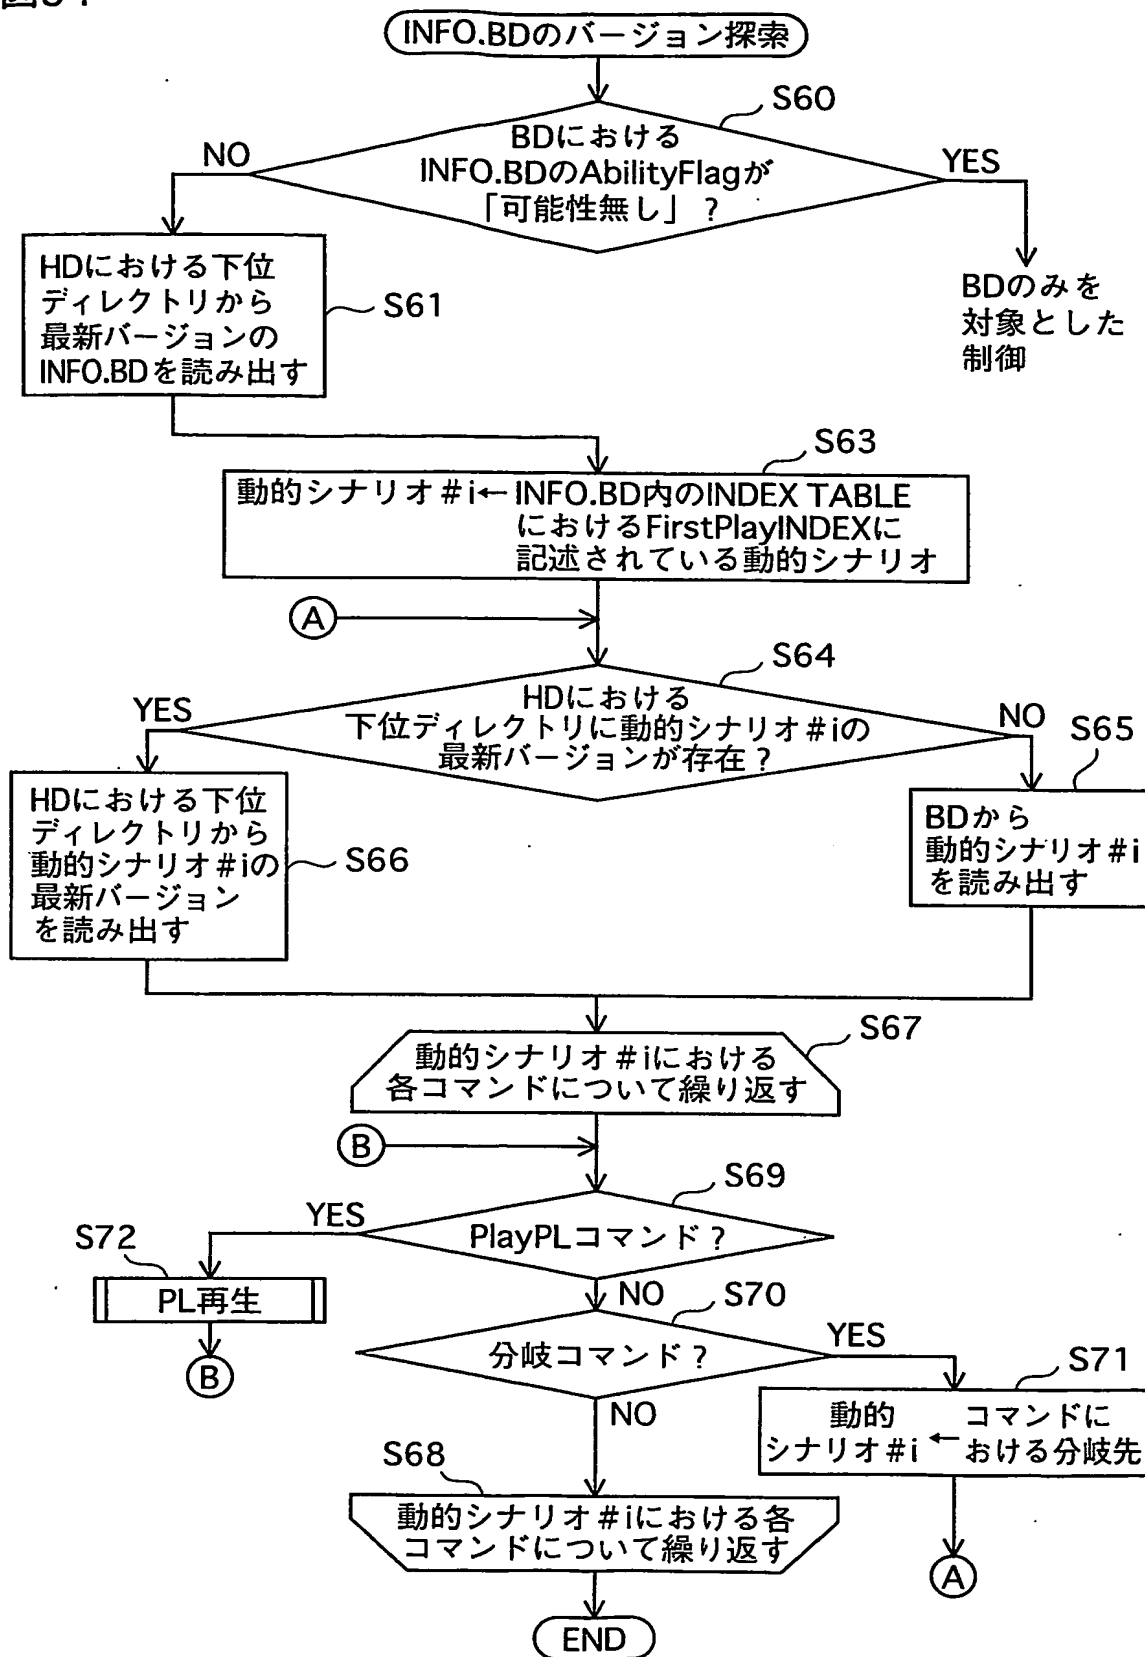 INFO.BDのバージョン探索
S60
BDにおける
INFO.BDのAbilityFlagが
「可能性無し」？
NO
YES
HDにおける下位
ディレクトリから
最新バージョンの
INFO.BDを読み出す
S61
BDのみを
対象とした
制御
S63
動的シナリオ#i←INFO.BD内のINDEX TABLE
におけるFirstPlayINDEXに
記述されている動的シナリオ
A
S64
HDにおける
下位ディレクトリに動的シナリオ#iの
最新バージョンが存在？
YES
NO
S65
HDにおける下位
ディレクトリから
動的シナリオ#iの
最新バージョン
を読み出す
S66
BDから
動的シナリオ#i
を読み出す
S67
動的シナリオ#iにおける
各コマンドについて繰り返す
B
S69
PlayPLコマンド？
YES
S72
PL再生
B
NO
S70
分岐コマンド？
YES
S71
動的
シナリオ#i
←
コマンドに
おける分岐先
NO
S68
動的シナリオ#iにおける各
コマンドについて繰り返す
A
END